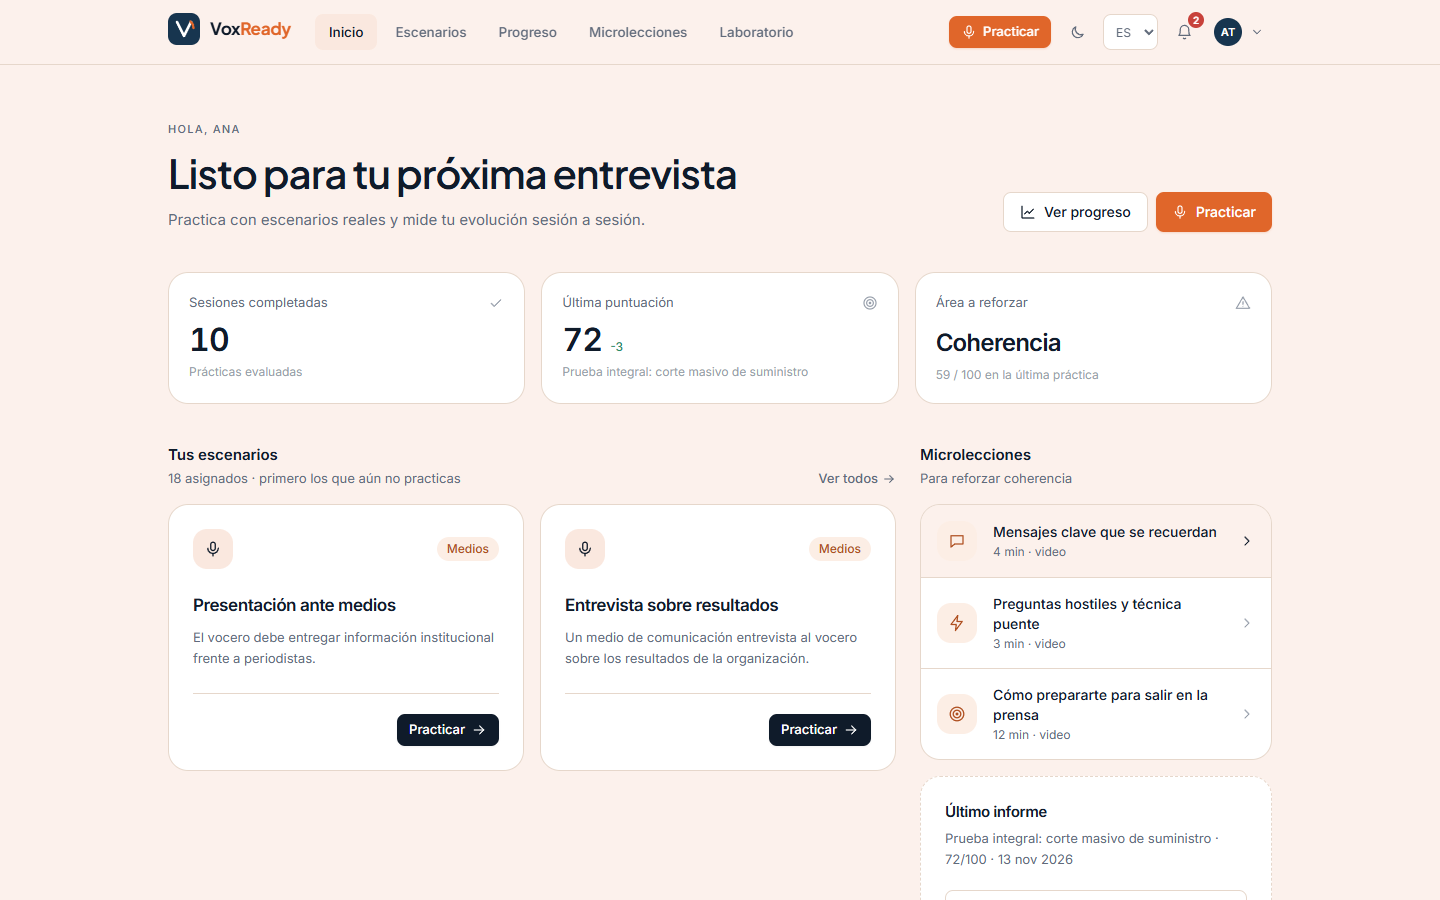 VoxReady
Inicio
Escenarios
Progreso
Microlecciones
Laboratorio
Practicar
ES
2
AT
HOLA, ANA
Listo para tu próxima entrevista
Practica con escenarios reales y mide tu evolución sesión a sesión.
Ver progreso
Practicar
Sesiones completadas
10
Prácticas evaluadas
Última puntuación
72 -3
Prueba integral: corte masivo de suministro
Área a reforzar
Coherencia
59 / 100 en la última práctica
Tus escenarios
18 asignados · primero los que aún no practicas
Ver todos →
Medios
Presentación ante medios
El vocero debe entregar información institucional
frente a periodistas.
Practicar →
Medios
Entrevista sobre resultados
Un medio de comunicación entrevista al vocero
sobre los resultados de la organización.
Practicar →
Microlecciones
Para reforzar coherencia
Mensajes clave que se recuerdan
4 min · video
Preguntas hostiles y técnica
puente
3 min · video
Cómo prepararte para salir en la
prensa
12 min · video
Último informe
Prueba integral: corte masivo de suministro ·
72/100 · 13 nov 2026